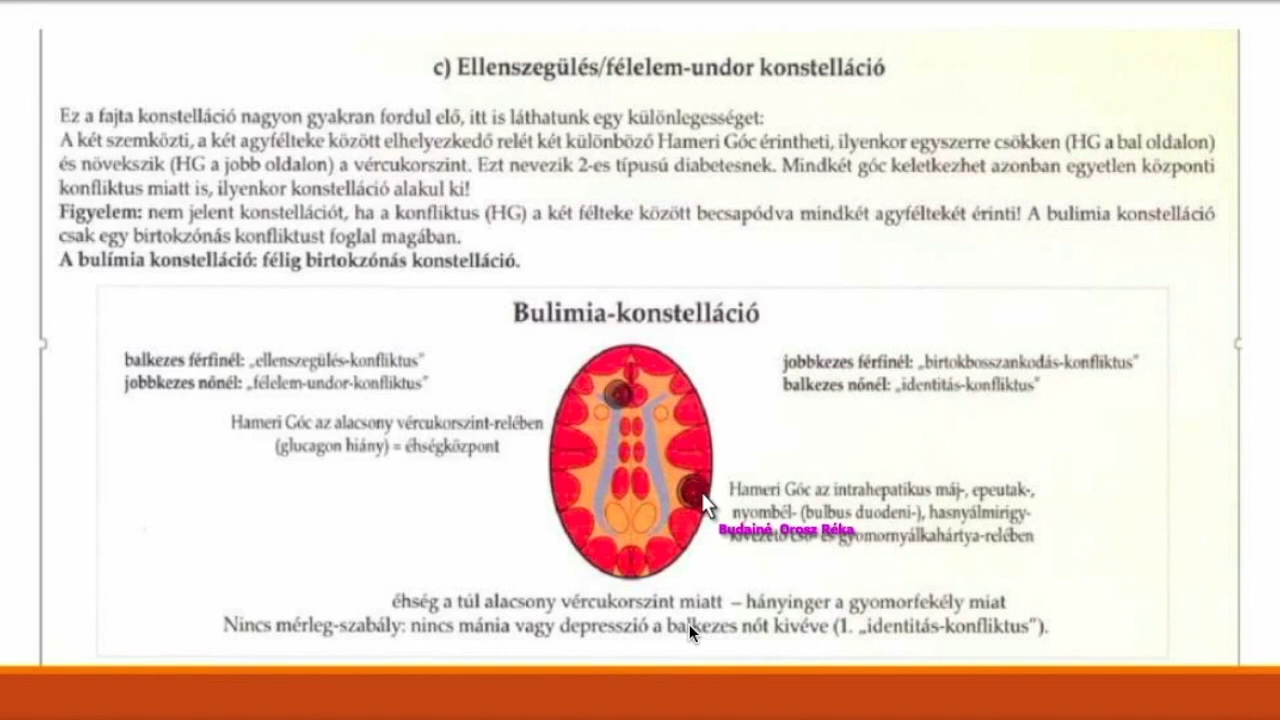 c) Ellenszegülés/félelem-undor konstelláció
Ez a fajta konstelláció nagyon gyakran fordul elő, itt is láthatunk egy különlegességet:
A két szemközti, a két agyfélteke között elhelyezkedő relét két különböző Hameri Góc érintheti, ilyenkor egyszerre csökken (HG a bal oldalon)
és növekszik (HG a jobb oldalon) a vércukorszint. Ezt nevezik 2-es típusú diabetesnek. Mindkét góc keletkezhet azonban egyetlen központi
konfliktus miatt is, ilyenkor konstelláció alakul ki!
Figyelem: nem jelent konstellációt, ha a konfliktus (HG) a két félteke között becsapódva mindkét agyféltekét érinti! A bulimia konstelláció
csak egy birtokzónás konfliktust foglal magában.
A bulímia konstelláció: félig birtokzónás konstelláció.
Bulimia-konstelláció
balkezes férfinél: „ellenszegülés-konfliktus"
jobbkezes nőnél: „félelem-undor-konfliktus"
jobbkezes férfinél: „birtokbosszankodás-konfliktus"
balkezes nőnél: „identitás-konfliktus"
Hameri Góc az alacsony vércukorszint-relében
(glucagon hiány) = éhségközpont
Hameri Góc az intrahepatikus máj-, epeutak-,
nyombél- (bulbus duodeni-), hasnyálmirigy-
Budainé Orosz Réka
gyomornyálkahártya-relében
éhség a túl alacsony vércukorszint miatt – hányinger a gyomorfekély miat
Nincs mérleg-szabály: nincs mánia vagy depresszió a balkezes nőt kivéve (1. „identitás-konfliktus").